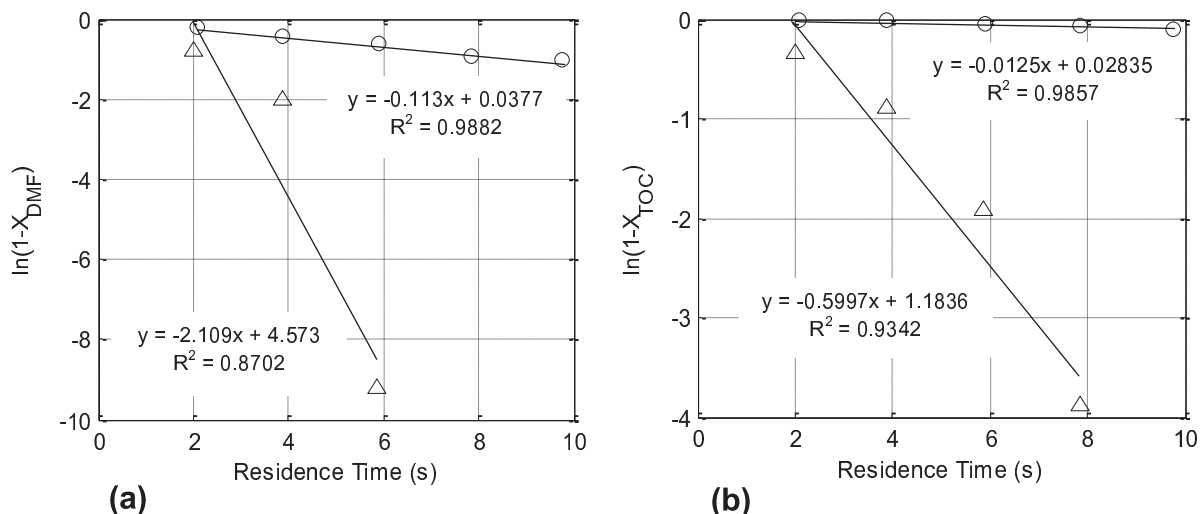 0
-2
-4
-6
-8
-10
ln(1-X_DMF)
y = -0.113x + 0.0377
R² = 0.9882
y = -2.109x + 4.573
R² = 0.8702
0 2 4 6 8 10
Residence Time (s)
(a)
0.0
-1
-2
-3
-4
ln(1-X_TOC)
y = -0.0125x + 0.02835
R² = 0.9857
y = -0.5997x + 1.1836
R² = 0.9342
0 2 4 6 8 10
Residence Time (s)
(b)